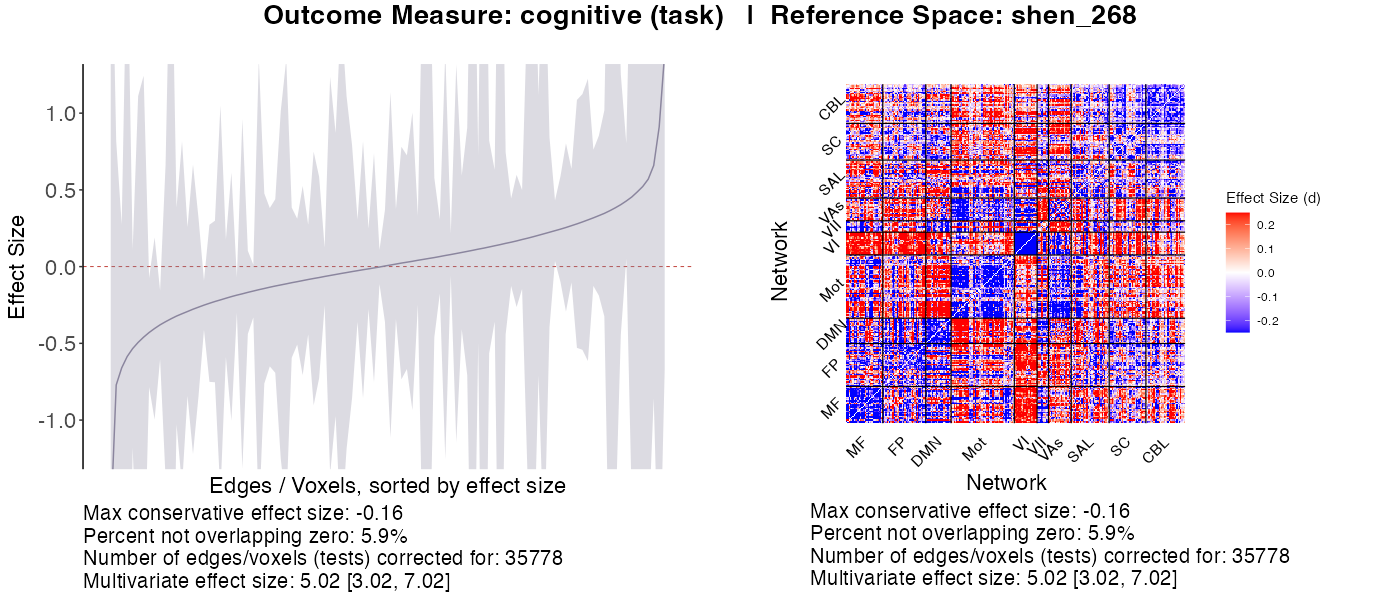 Outcome Measure: cognitive (task) | Reference Space: shen_268
Effect Size
1.0
0.5
0.0
-0.5
-1.0
Edges / Voxels, sorted by effect size
Max conservative effect size: -0.16
Percent not overlapping zero: 5.9%
Number of edges/voxels (tests) corrected for: 35778
Multivariate effect size: 5.02 [3.02, 7.02]
Network
CBL
SC
SAL
VAs
VII
VI
Mot
DMN
FP
MF
MF
FP
DMN
Mot
VI
VII
VAs
SAL
SC
CBL
Network
Effect Size (d)
0.2
0.1
0.0
-0.1
-0.2
Max conservative effect size: -0.16
Percent not overlapping zero: 5.9%
Number of edges/voxels (tests) corrected for: 35778
Multivariate effect size: 5.02 [3.02, 7.02]